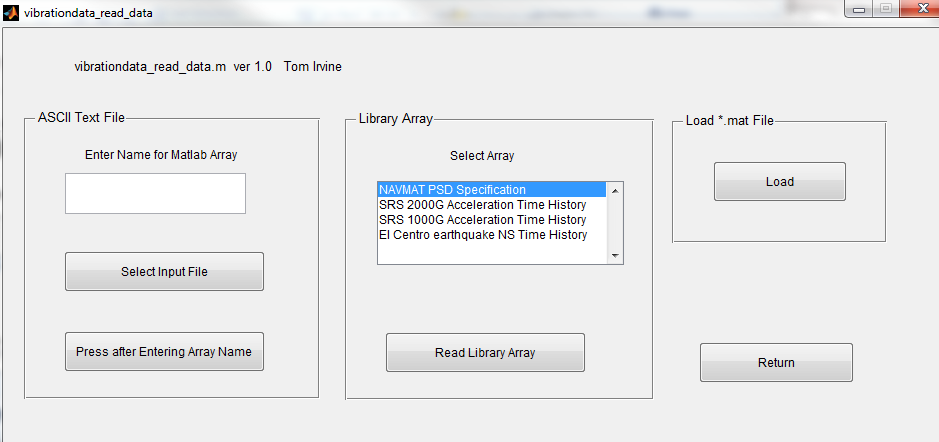 vibrationdata_read_data
vibrationdata_read_data.m ver 1.0 Tom Irvine
ASCII Text File
Enter Name for Matlab Array
Select Input File
Press after Entering Array Name
Library Array
Select Array
NAVMAT PSD Specification
SRS 2000G Acceleration Time History
SRS 1000G Acceleration Time History
El Centro earthquake NS Time History
Read Library Array
Load *.mat File
Load
Return